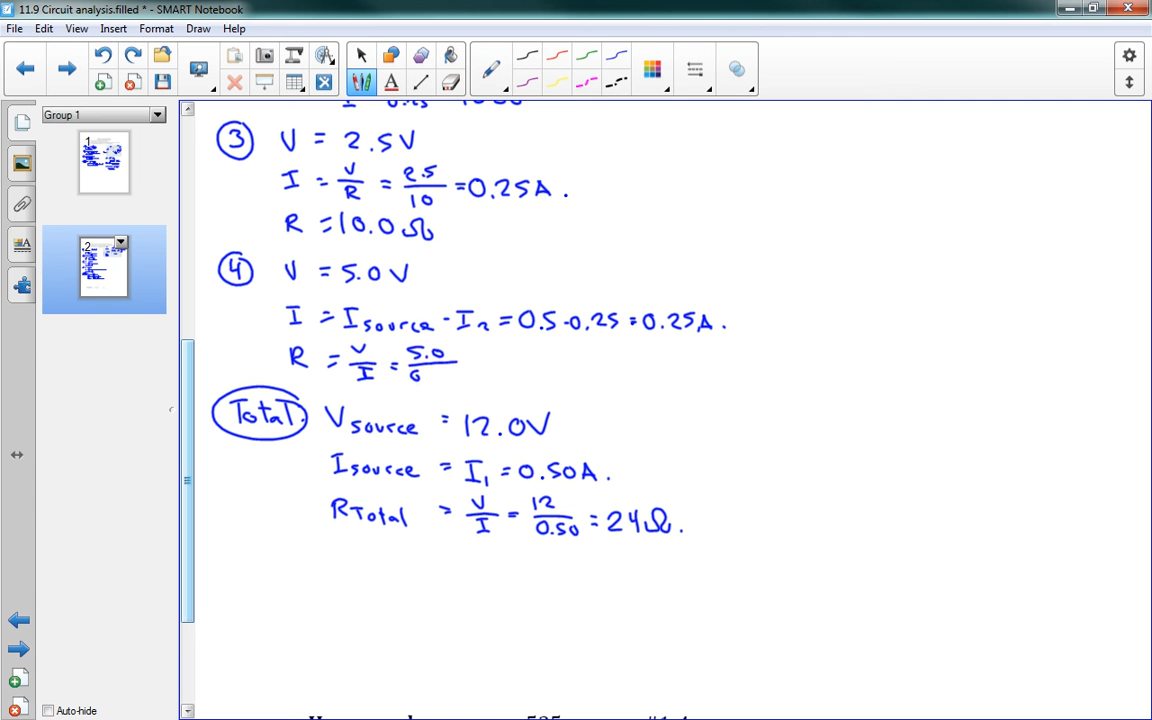 11.9 Circuit analysis.filled * - SMART Notebook
File Edit View Insert Format Draw Help
Group 1
1
2
③ V = 2.5V
I = V/R = 2.5/10 = 0.25A.
R = 10.0 Ω
④ V = 5.0 V
I = Isource - I2 = 0.5 - 0.25 = 0.25A.
R = V/I = 5.0/0
Total. Vsource = 12.0V
Isource = I1 = 0.50A.
RTotal = V/I = 12/0.50 = 24Ω.
Auto-hide